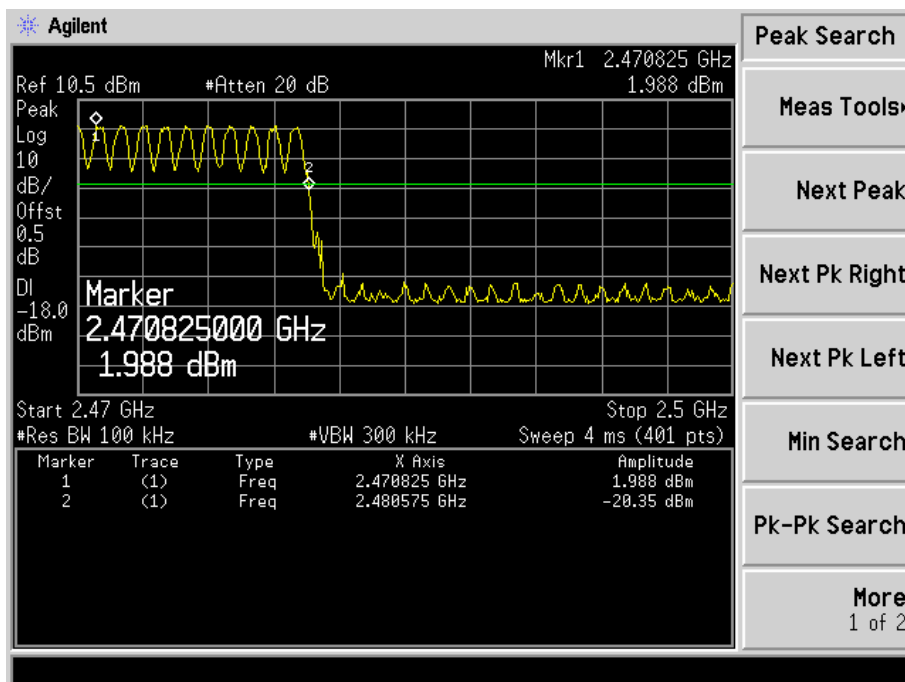 Agilent
Peak Search
Mkr1 2.470825 GHz
Ref 10.5 dBm #Atten 20 dB 1.988 dBm
Peak
Log
10
dB/
Offset
0.5
dB
DI
-18.0
dBm
1
2
Marker
2.470825000 GHz
1.988 dBm
Start 2.47 GHz Stop 2.5 GHz
#Res BW 100 kHz #VBW 300 kHz Sweep 4 ms (401 pts)
Marker Trace Type X Axis Amplitude
1 (1) Freq 2.470825 GHz 1.988 dBm
2 (1) Freq 2.480575 GHz -20.35 dBm
Meas Tools
Next Peak
Next Pk Right
Next Pk Left
Min Search
Pk-Pk Search
More
1 of 2